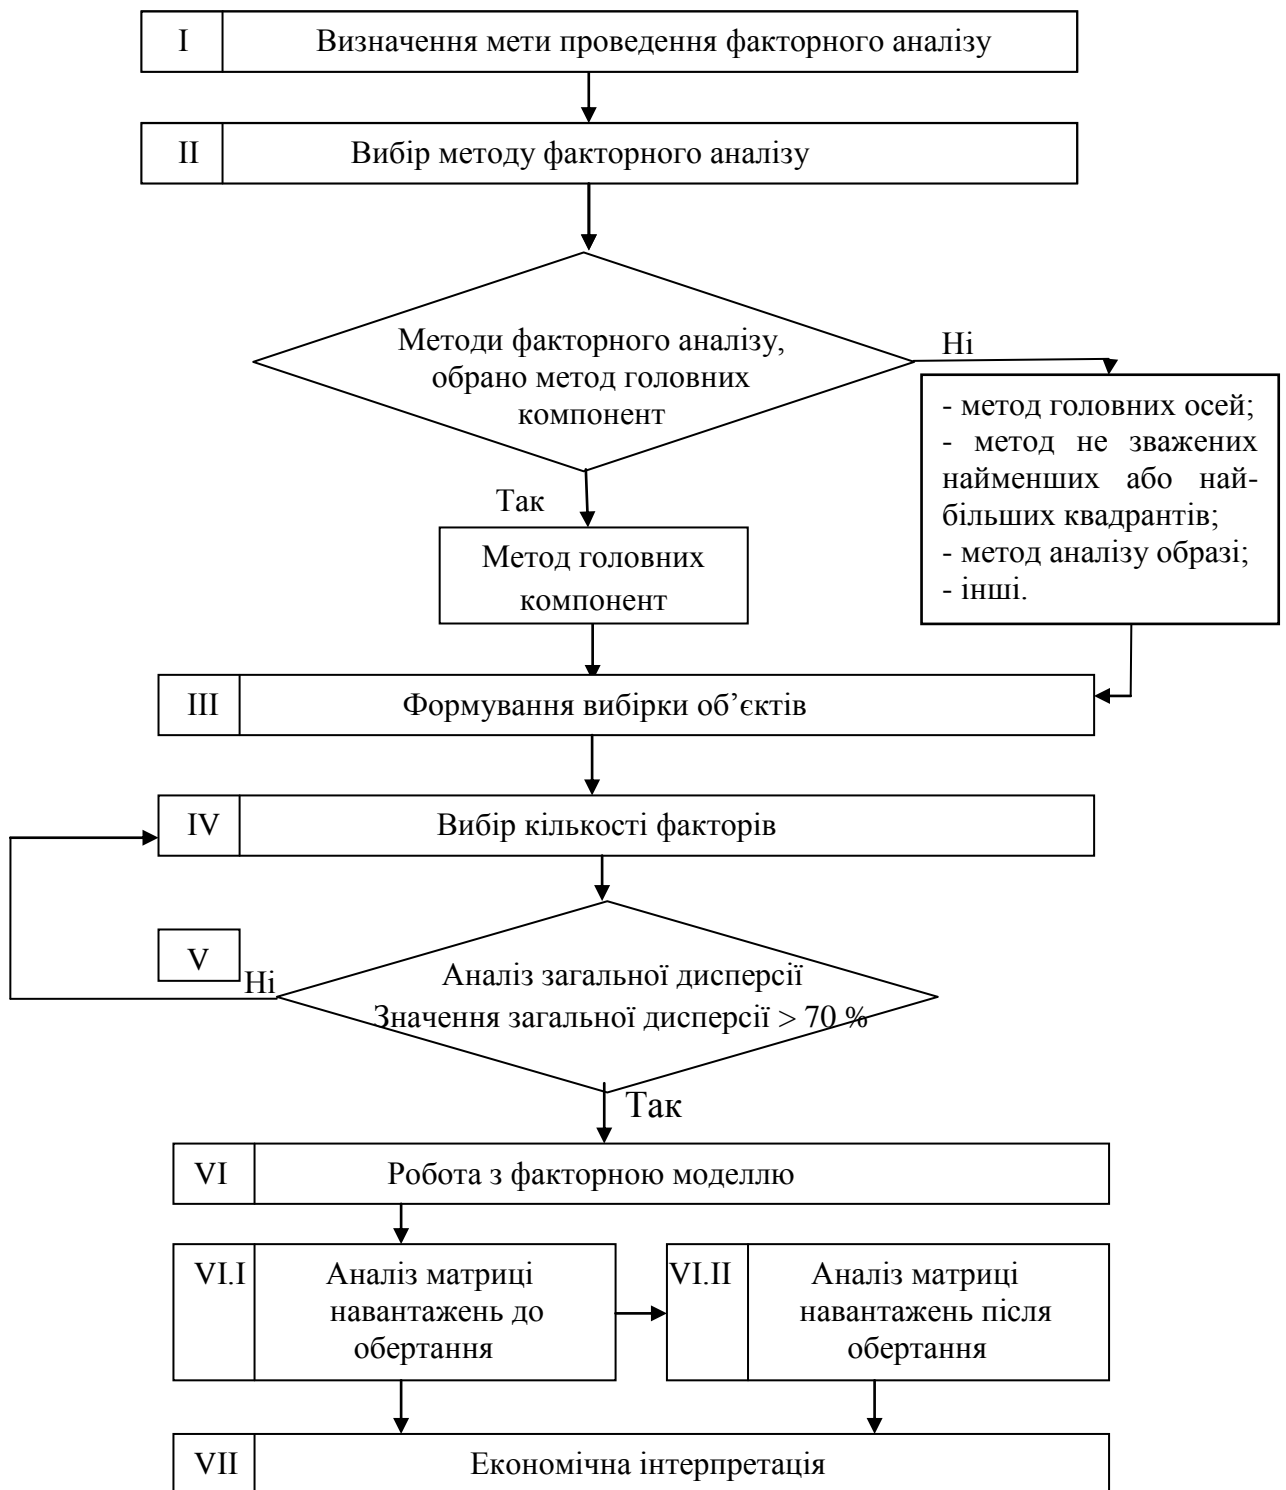 I Визначення мети проведення факторного аналізу
II Вибір методу факторного аналізу
Методи факторного аналізу,
обрано метод головних
компонент
Ні
- метод головних осей;
- метод не зважених
найменших або най-
більших квадрантів;
- метод аналізу образі;
- інші.
Так
Метод головних
компонент
III Формування вибірки об’єктів
IV Вибір кількості факторів
V
Ні
Аналіз загальної дисперсії
Значення загальної дисперсії > 70 %
Так
VI Робота з факторною моделлю
VI.I Аналіз матриці
навантажень до
обертання
VI.II Аналіз матриці
навантажень після
обертання
VII Економічна інтерпретація